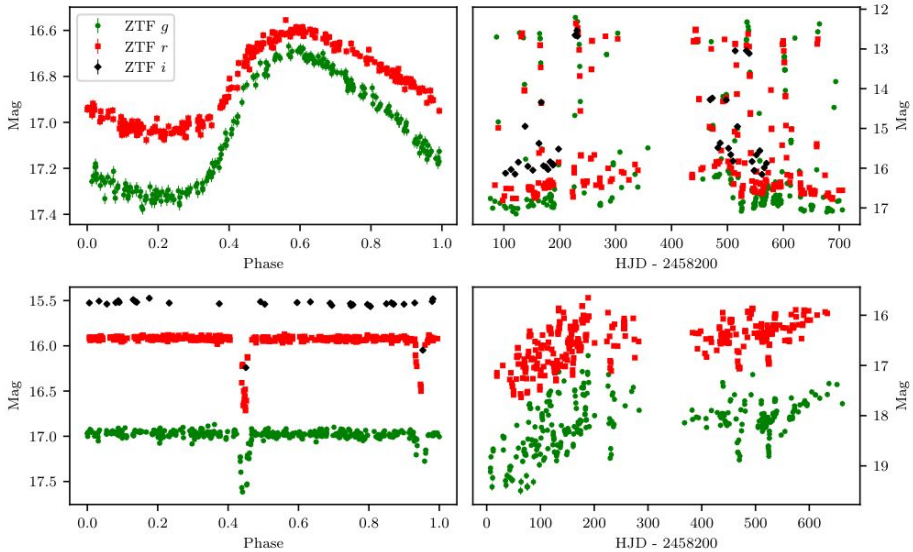 ZTF g
ZTF r
ZTF i
16.6
16.8
17.0
17.2
17.4
Mag
0.0 0.2 0.4 0.6 0.8 1.0
Phase
12
13
14
15
16
17
Mag
100 200 300 400 500 600 700
HJD - 2458200
15.5
16.0
16.5
17.0
17.5
Mag
0.0 0.2 0.4 0.6 0.8 1.0
Phase
16
17
18
19
Mag
0 100 200 300 400 500 600
HJD - 2458200